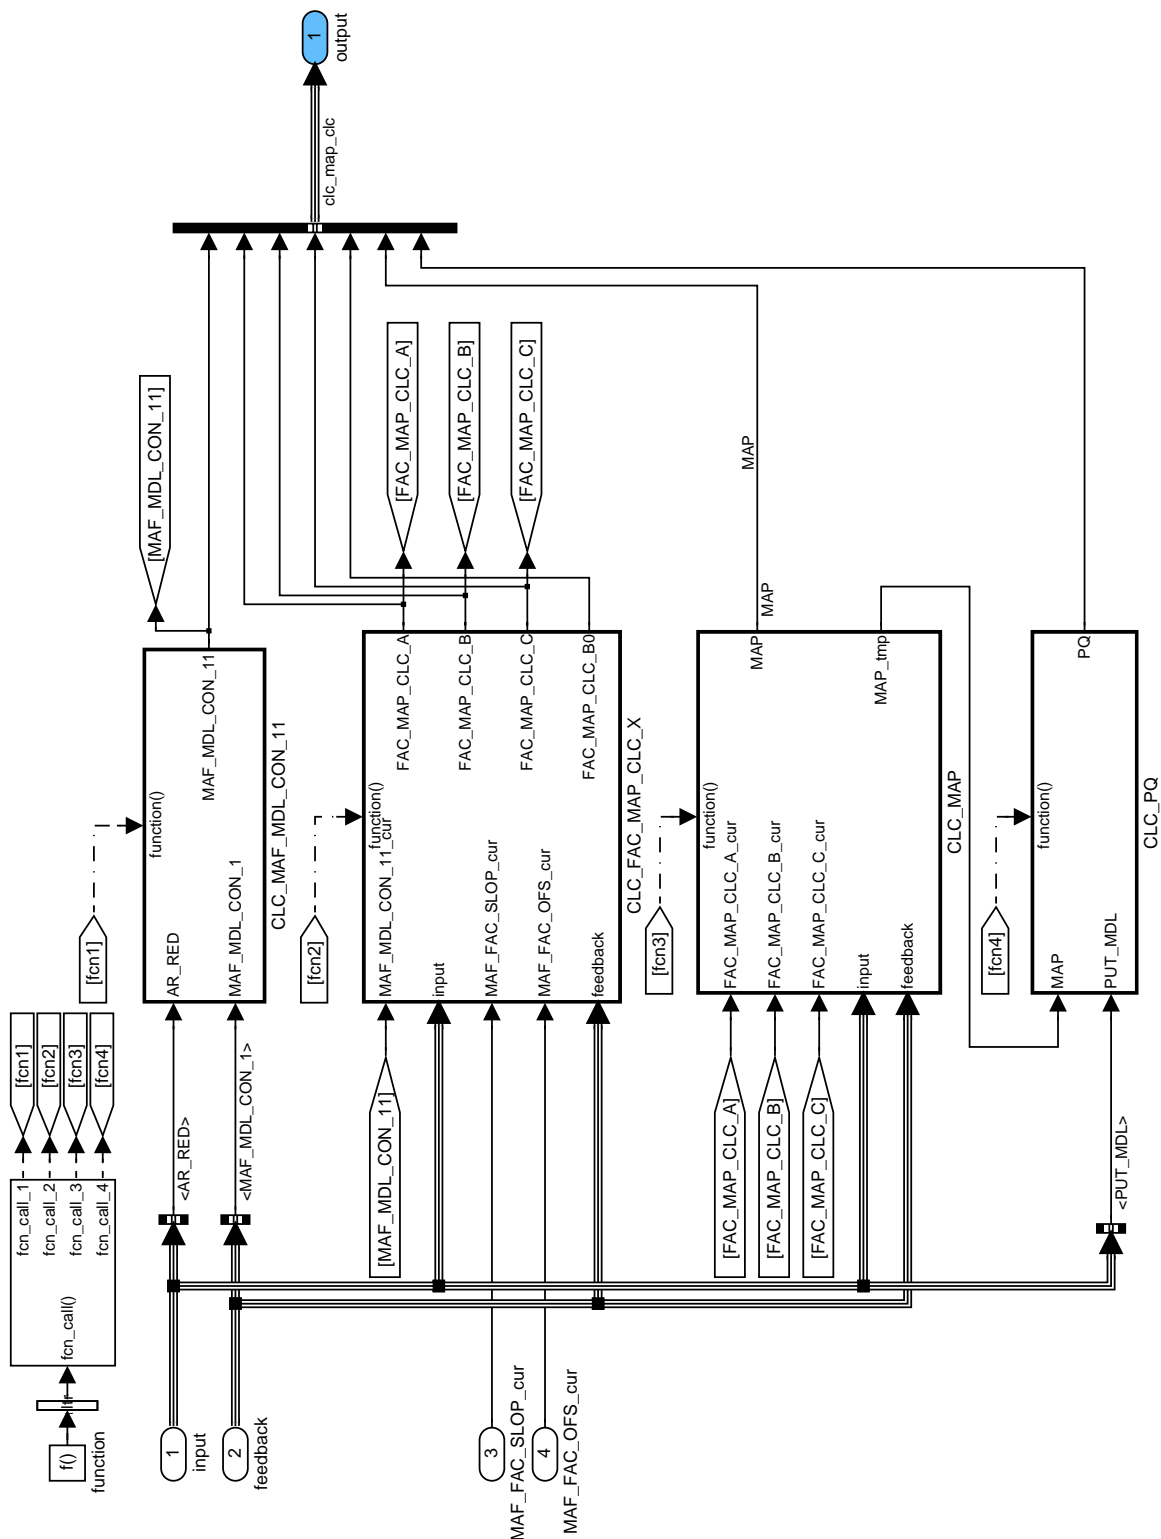 f()
function
ltr
fcn_call()
fcn_call_1
fcn_call_2
fcn_call_3
fcn_call_4
[fcn1]
[fcn2]
[fcn3]
[fcn4]
1
input
2
feedback
<AR_RED>
<MAF_MDL_CON_1>
[fcn1]
function()
AR_RED
MAF_MDL_CON_1
MAF_MDL_CON_11
CLC_MAF_MDL_CON_11
[MAF_MDL_CON_11]
3
MAF_FAC_SLOP_cur
4
MAF_FAC_OFS_cur
[MAF_MDL_CON_11]
[fcn2]
function()
MAF_MDL_CON_11_cur
input
MAF_FAC_SLOP_cur
MAF_FAC_OFS_cur
feedback
FAC_MAP_CLC_A
FAC_MAP_CLC_B
FAC_MAP_CLC_C
FAC_MAP_CLC_B0
CLC_FAC_MAP_CLC_X
[FAC_MAP_CLC_A]
[FAC_MAP_CLC_B]
[FAC_MAP_CLC_C]
[FAC_MAP_CLC_A]
[FAC_MAP_CLC_B]
[FAC_MAP_CLC_C]
[fcn3]
function()
FAC_MAP_CLC_A_cur
FAC_MAP_CLC_B_cur
FAC_MAP_CLC_C_cur
input
feedback
MAP
MAP_tmp
CLC_MAP
MAP
MAP
<PUT_MDL>
[fcn4]
function()
MAP
PUT_MDL
PQ
CLC_PQ
clc_map_clc
1
output